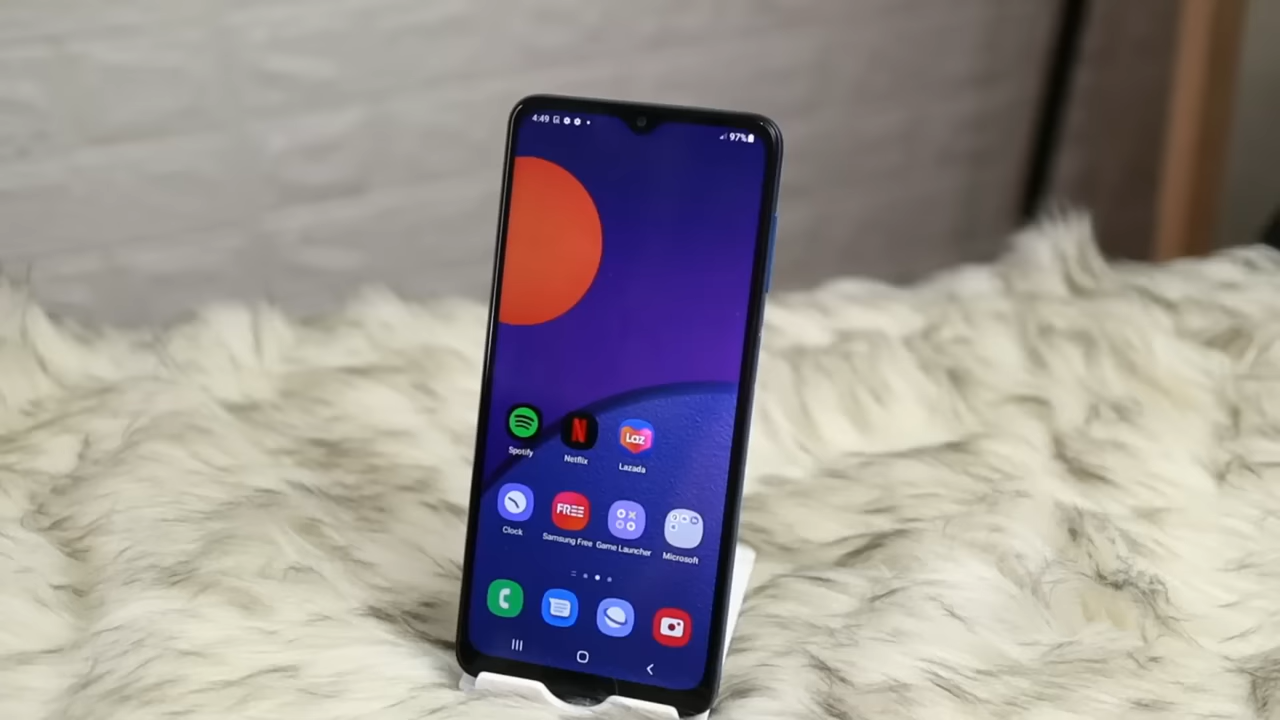 4:49
97%
Laz
Spotify
Netflix
Lazada
FREE
Clock
Samsung Free
Game Launcher
Microsoft